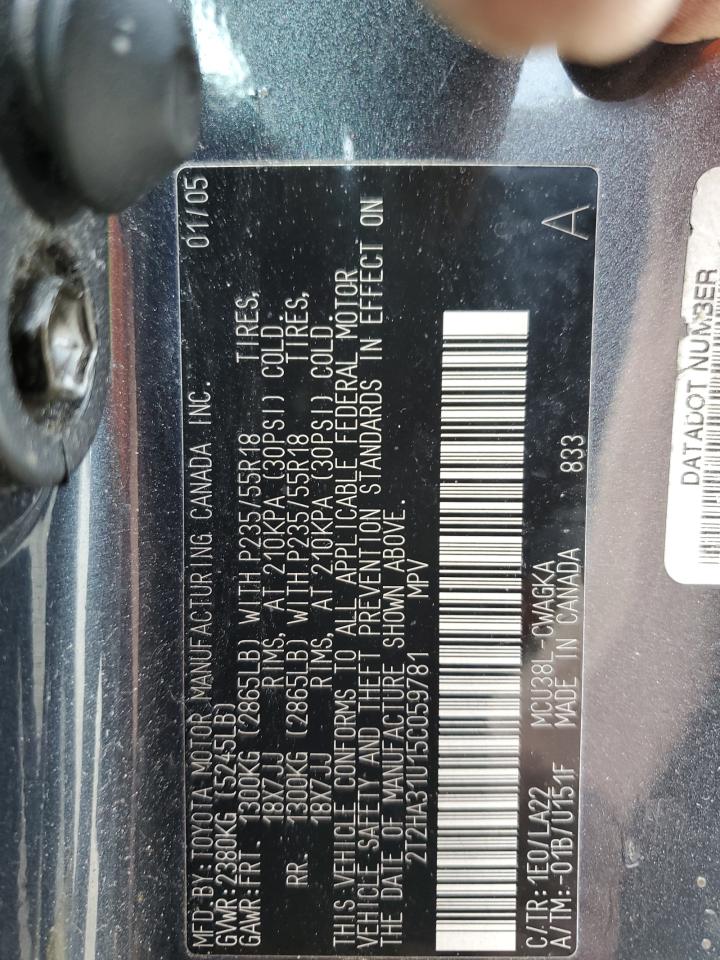 MFD.BY:TOYOTA MOTOR MANUFACTURING CANADA INC. 01/05
GVWR:2380KG (5245LB)
GAWR:FRT. 1300KG (2865LB) WITH P235/55R18 TIRES,
18X7JJ RIMS, AT 210KPA (30PSI) COLD.
RR. 1300KG (2865LB) WITH P235/55R18 TIRES,
18X7JJ RIMS, AT 210KPA (30PSI) COLD.
THIS VEHICLE CONFORMS TO ALL APPLICABLE FEDERAL MOTOR
VEHICLE SAFETY AND THEFT PREVENTION STANDARDS IN EFFECT ON
THE DATE OF MANUFACTURE SHOWN ABOVE.
2T2HA31U15C059781 MPV
C/TR:1E0/LA22 MCU38L-CWAGKA A
A/TM:-01B/U151F MADE IN CANADA 833
DATADOT NUMBER